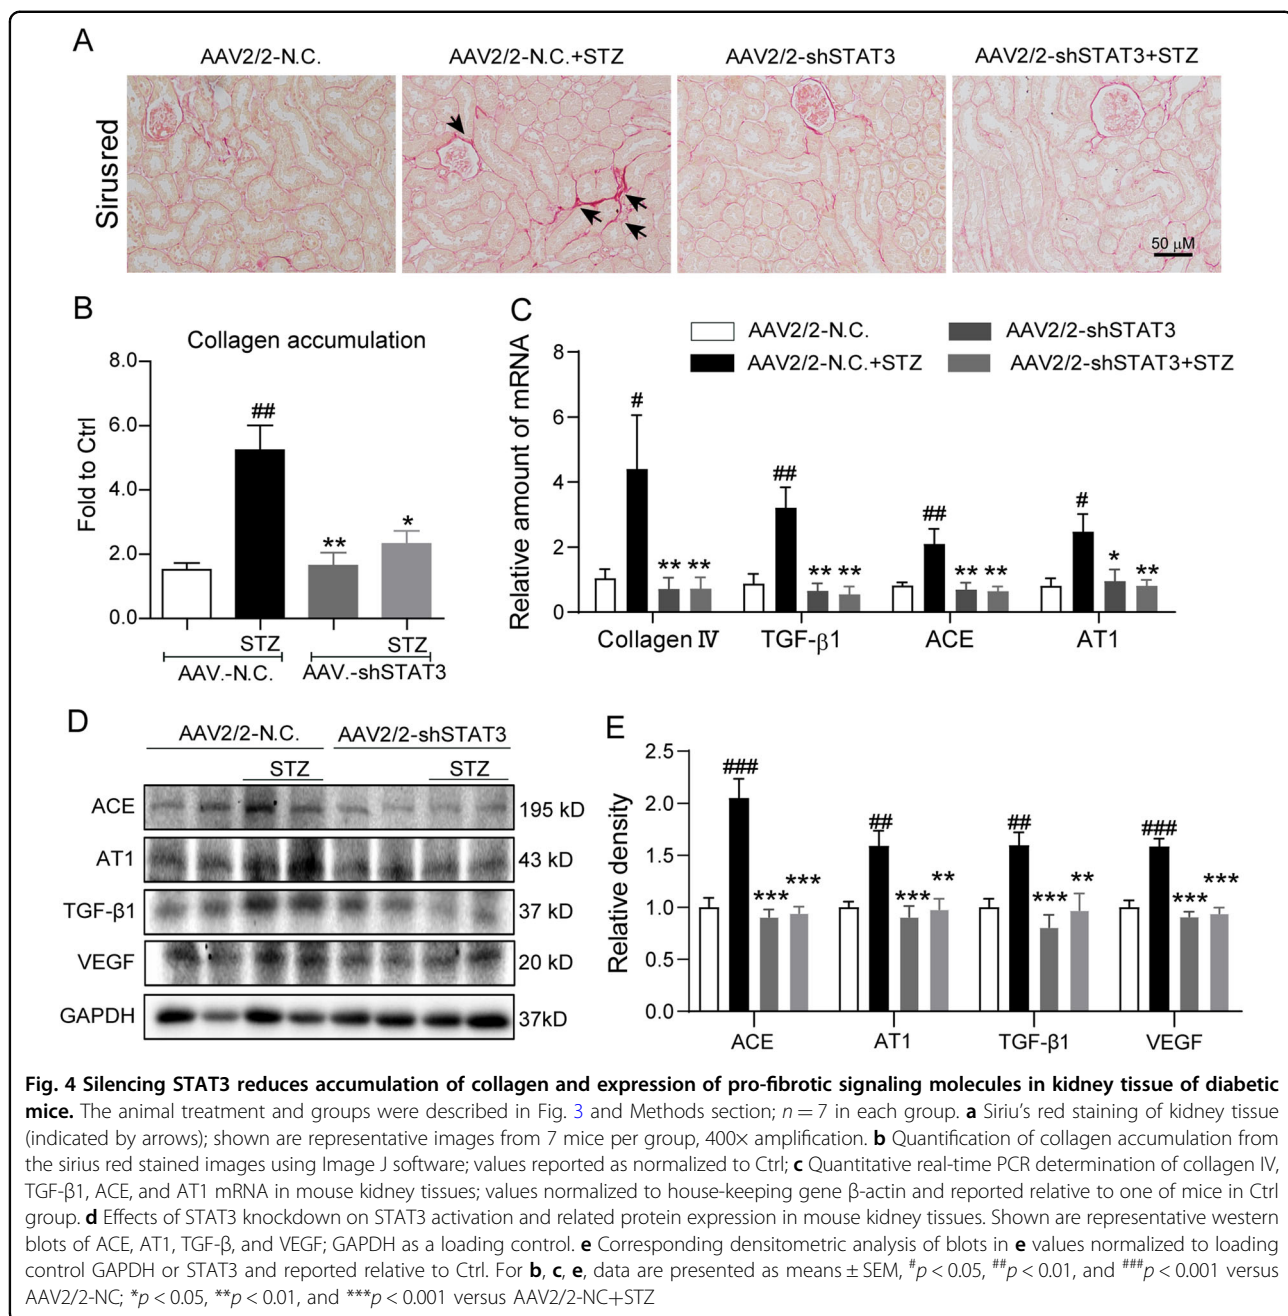 A
AAV2/2-N.C. AAV2/2-N.C.+STZ AAV2/2-shSTAT3 AAV2/2-shSTAT3+STZ
Sirusred
50 μM
B
Collagen accumulation
Fold to Ctrl
8.0
6.0
4.0
2.0
0.0
##
**
*
STZ STZ
AAV.-N.C. AAV.-shSTAT3
C
AAV2/2-N.C. AAV2/2-shSTAT3
AAV2/2-N.C.+STZ AAV2/2-shSTAT3+STZ
Relative amount of mRNA
8
6
4
2
0
# ** ** ## ** ** ## ** ** # * **
Collagen Ⅳ TGF-β1 ACE AT1
D
AAV2/2-N.C. AAV2/2-shSTAT3
STZ STZ
ACE 195 kD
AT1 43 kD
TGF-β1 37 kD
VEGF 20 kD
GAPDH 37kD
E
Relative density
2.5
2.0
1.5
1.0
0.5
0.0
### *** *** ## *** ** ## *** ** ### *** ***
ACE AT1 TGF-β1 VEGF
Fig. 4 Silencing STAT3 reduces accumulation of collagen and expression of pro-fibrotic signaling molecules in kidney tissue of diabetic
mice. The animal treatment and groups were described in Fig. 3 and Methods section; n = 7 in each group. a Siriu's red staining of kidney tissue
(indicated by arrows); shown are representative images from 7 mice per group, 400× amplification. b Quantification of collagen accumulation from
the sirius red stained images using Image J software; values reported as normalized to Ctrl; c Quantitative real-time PCR determination of collagen IV,
TGF-β1, ACE, and AT1 mRNA in mouse kidney tissues; values normalized to house-keeping gene β-actin and reported relative to one of mice in Ctrl
group. d Effects of STAT3 knockdown on STAT3 activation and related protein expression in mouse kidney tissues. Shown are representative western
blots of ACE, AT1, TGF-β, and VEGF; GAPDH as a loading control. e Corresponding densitometric analysis of blots in e values normalized to loading
control GAPDH or STAT3 and reported relative to Ctrl. For b, c, e, data are presented as means ± SEM, #p < 0.05, ##p < 0.01, and ###p < 0.001 versus
AAV2/2-NC; *p < 0.05, **p < 0.01, and ***p < 0.001 versus AAV2/2-NC+STZ